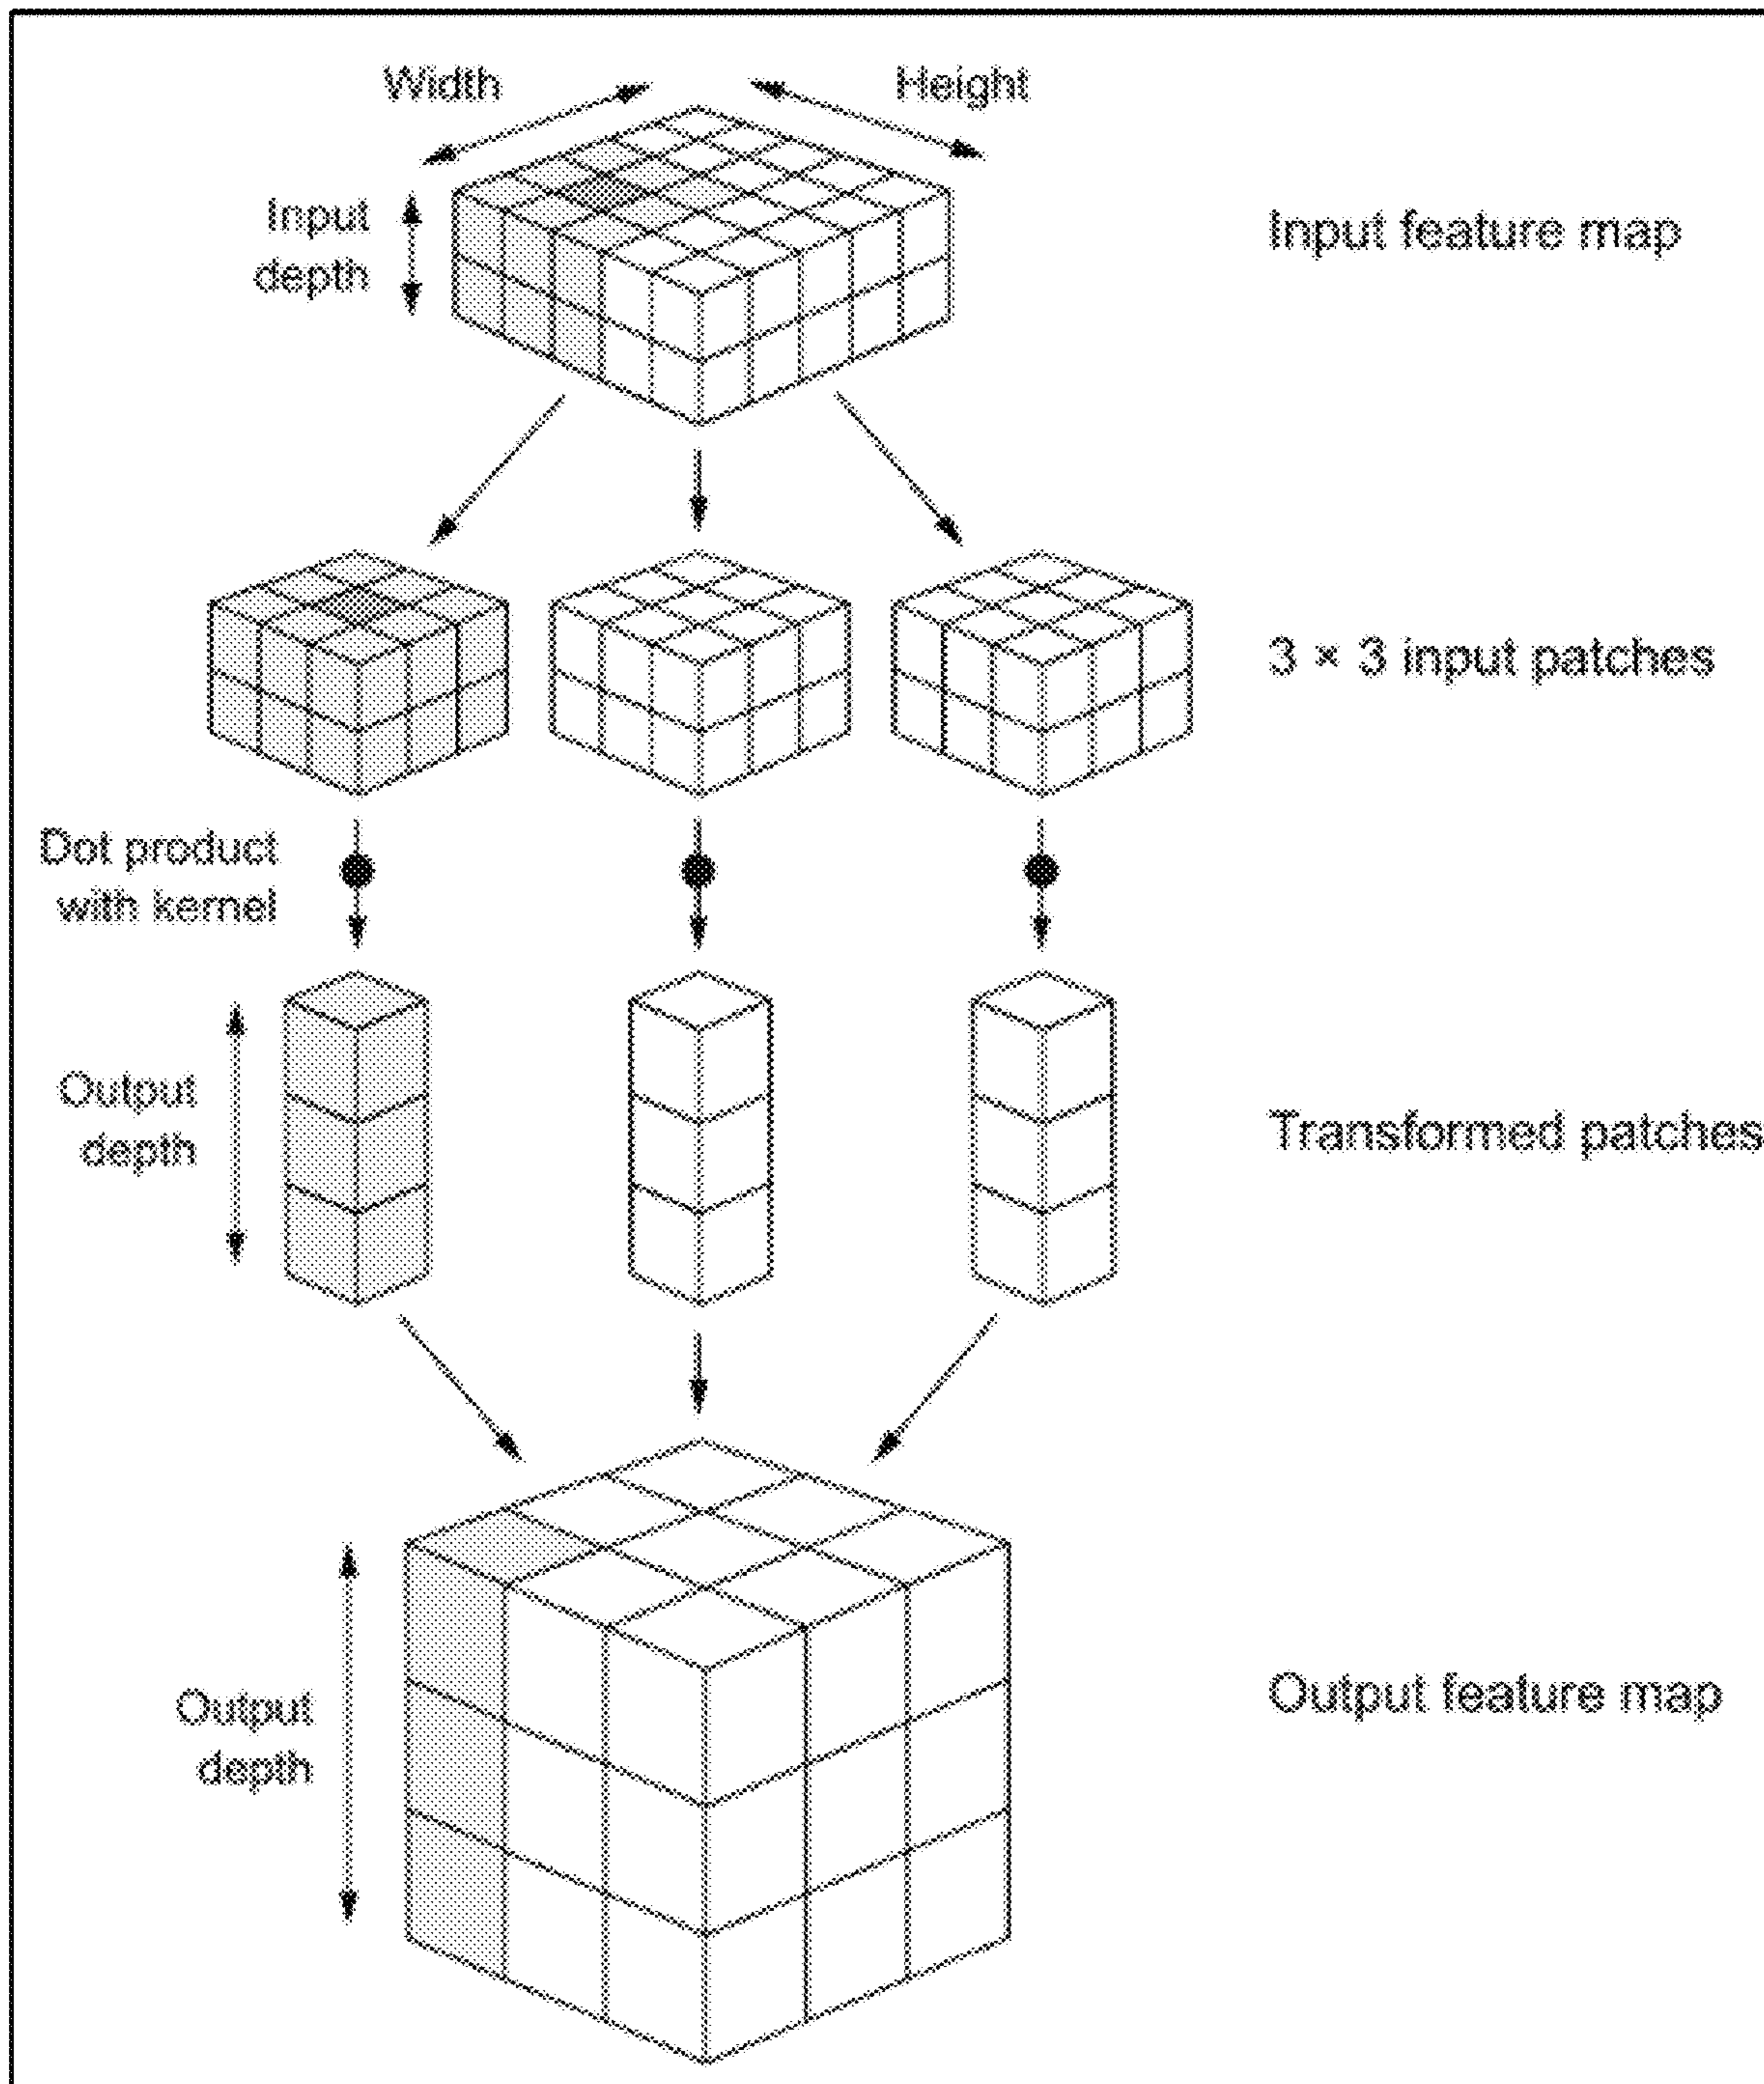 Width
Height
Input
depth
Input feature map
3 × 3 input patches
Dot product
with kernel
Output
depth
Transformed patches
Output
depth
Output feature map